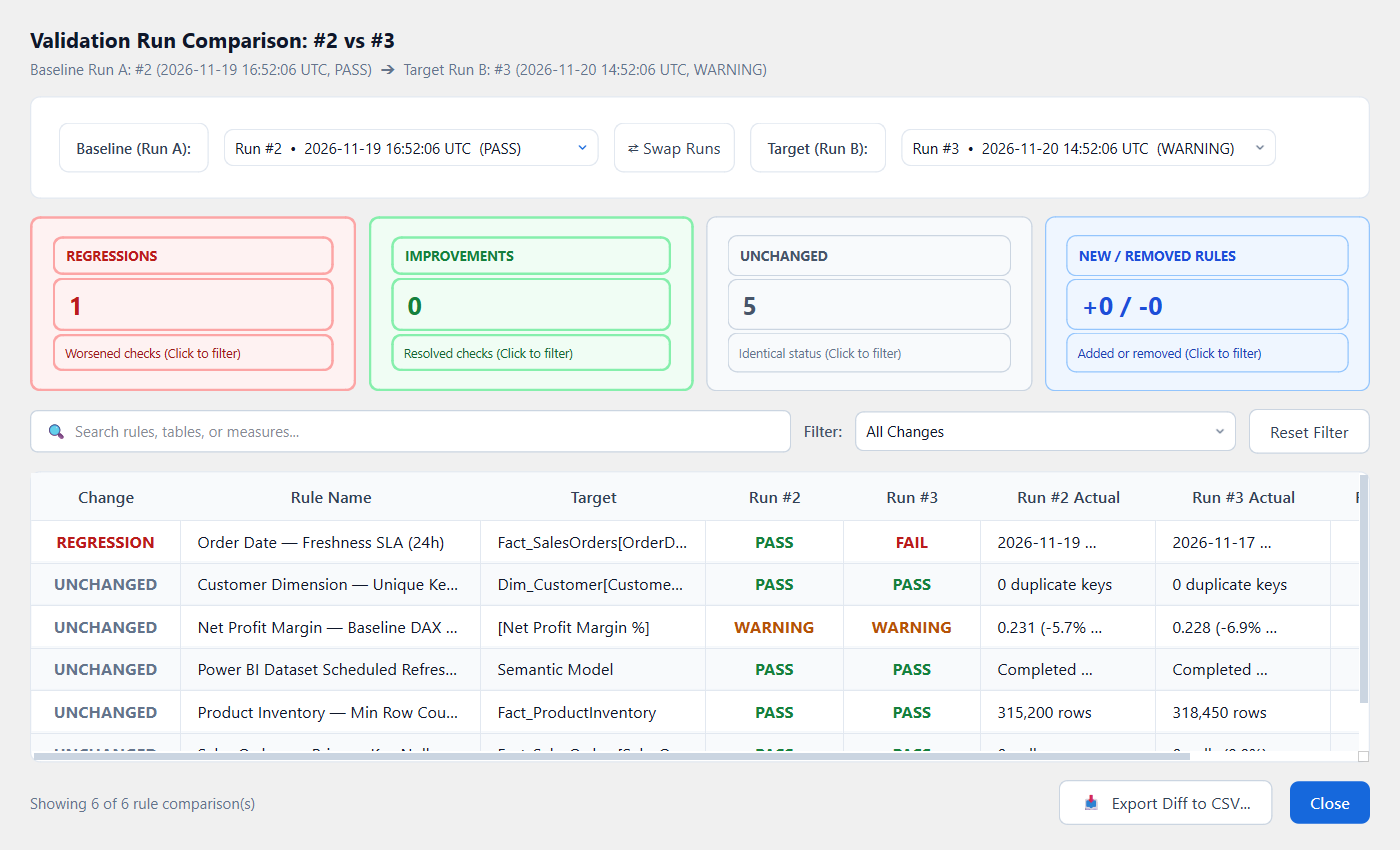 Validation Run Comparison: #2 vs #3
Baseline Run A: #2 (2026-11-19 16:52:06 UTC, PASS) ➔ Target Run B: #3 (2026-11-20 14:52:06 UTC, WARNING)
Baseline (Run A): Run #2 • 2026-11-19 16:52:06 UTC (PASS) ⇄ Swap Runs Target (Run B): Run #3 • 2026-11-20 14:52:06 UTC (WARNING)
REGRESSIONS IMPROVEMENTS UNCHANGED NEW / REMOVED RULES
1 0 5 +0 / -0
Worsened checks (Click to filter) Resolved checks (Click to filter) Identical status (Click to filter) Added or removed (Click to filter)
Search rules, tables, or measures... Filter: All Changes Reset Filter
Change Rule Name Target Run #2 Run #3 Run #2 Actual Run #3 Actual
REGRESSION Order Date — Freshness SLA (24h) Fact_SalesOrders[OrderD... PASS FAIL 2026-11-19 ... 2026-11-17 ...
UNCHANGED Customer Dimension — Unique Ke... Dim_Customer[Custome... PASS PASS 0 duplicate keys 0 duplicate keys
UNCHANGED Net Profit Margin — Baseline DAX ... [Net Profit Margin %] WARNING WARNING 0.231 (-5.7% ... 0.228 (-6.9% ...
UNCHANGED Power BI Dataset Scheduled Refres... Semantic Model PASS PASS Completed ... Completed ...
UNCHANGED Product Inventory — Min Row Cou... Fact_ProductInventory PASS PASS 315,200 rows 318,450 rows
UNCHANGED PASS PASS
Showing 6 of 6 rule comparison(s) Export Diff to CSV... Close